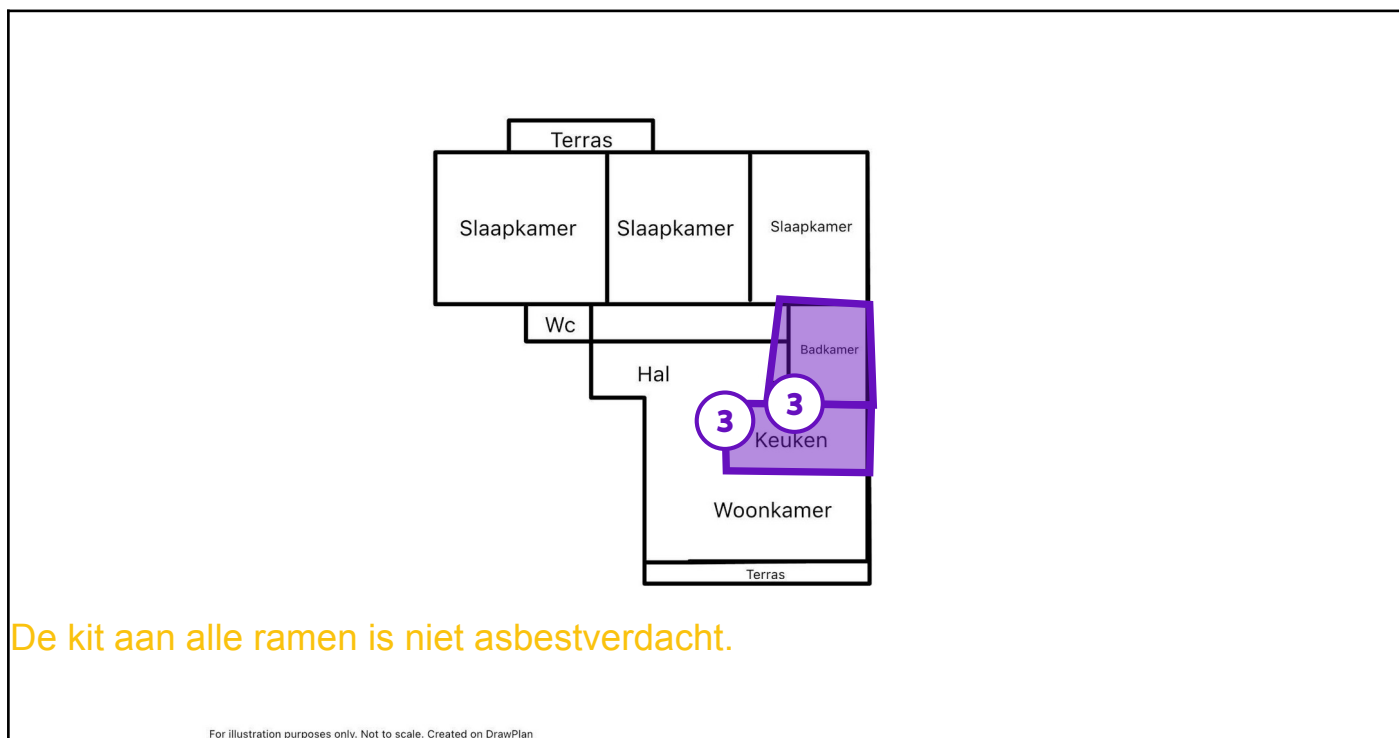 Terras
Slaapkamer
Slaapkamer
Slaapkamer
Wc
Badkamer
Hal
3
3
Keuken
Woonkamer
Terras
De kit aan alle ramen is niet asbestverdacht.
For illustration purposes only. Not to scale. Created on DrawPlan